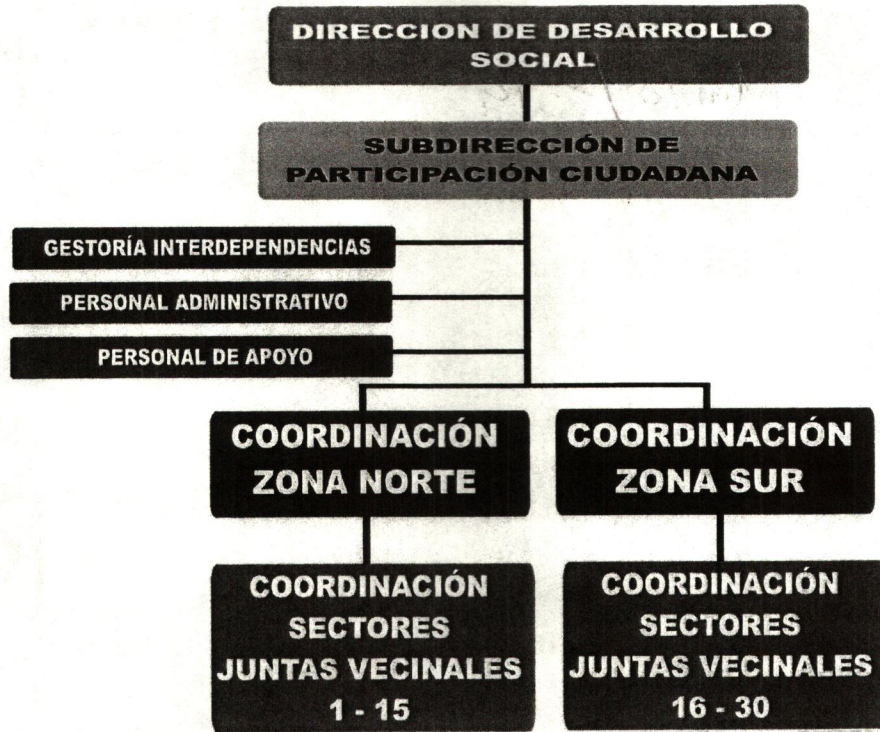 DIRECCION DE DESARROLLO
SOCIAL
SUBDIRECCIÓN DE
PARTICIPACIÓN CIUDADANA
GESTORÍA INTERDEPENDENCIAS
PERSONAL ADMINISTRATIVO
PERSONAL DE APOYO
COORDINACIÓN
ZONA NORTE
COORDINACIÓN
ZONA SUR
COORDINACIÓN
SECTORES
JUNTAS VECINALES
1 - 15
COORDINACIÓN
SECTORES
JUNTAS VECINALES
16 - 30